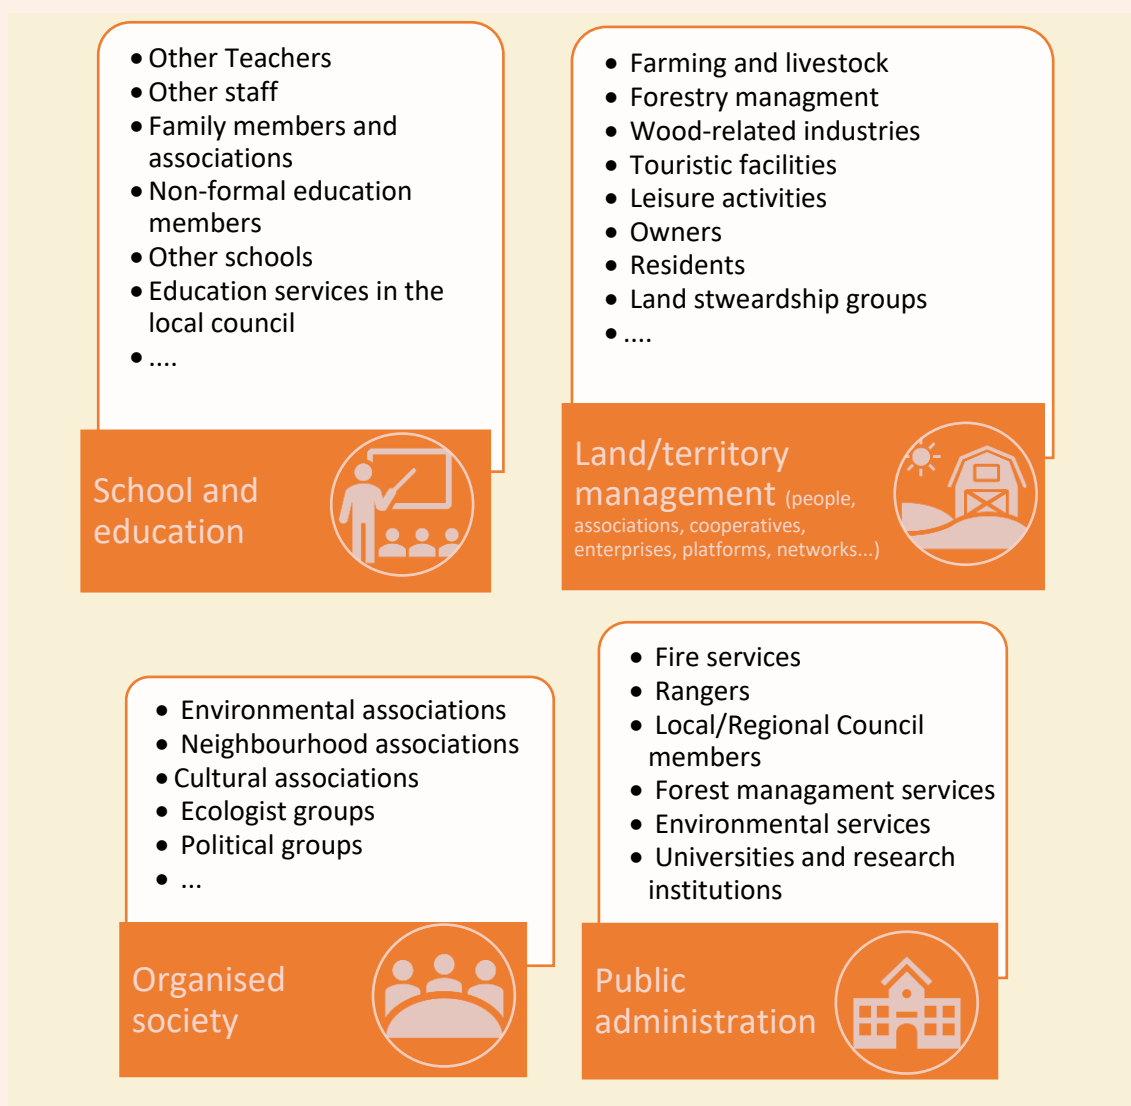 • Other Teachers
• Other staff
• Family members and
associations
• Non-formal education
members
• Other schools
• Education services in the
local council
• ....
School and
education
• Farming and livestock
• Forestry managment
• Wood-related industries
• Touristic facilities
• Leisure activities
• Owners
• Residents
• Land stweardship groups
• ....
Land/territory
management (people,
associations, cooperatives,
enterprises, platforms, networks...)
• Environmental associations
• Neighbourhood associations
• Cultural associations
• Ecologist groups
• Political groups
• ...
Organised
society
• Fire services
• Rangers
• Local/Regional Council
members
• Forest managament services
• Environmental services
• Universities and research
institutions
Public
administration